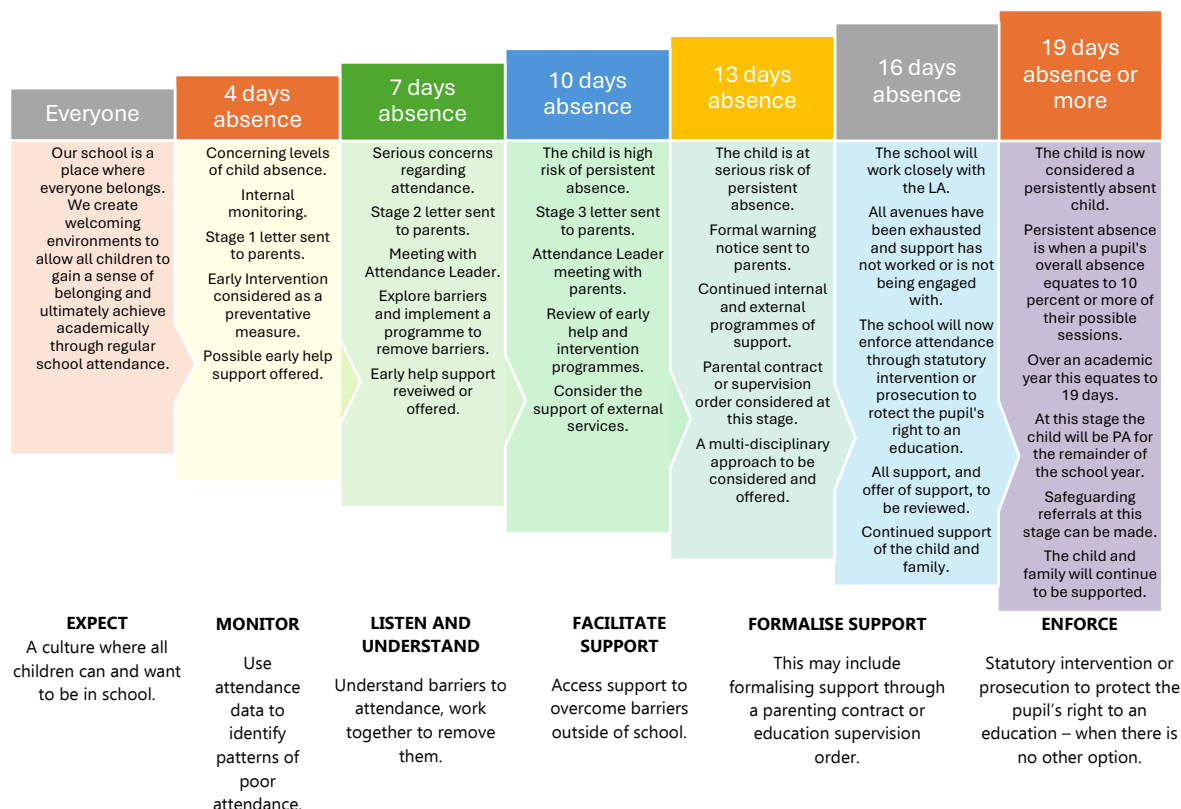 Everyone
Our school is a
place where
everyone belongs.
We create
welcoming
environments to
allow all children to
gain a sense of
belonging and
ultimately achieve
academically
through regular
school attendance.
4 days
absence
Concerning levels
of child absence.
Internal
monitoring.
Stage 1 letter sent
to parents.
Early Intervention
considered as a
preventative
measure.
Possible early help
support offered.
7 days
absence
Serious concerns
regarding
attendance.
Stage 2 letter sent
to parents.
Meeting with
Attendance Leader.
Explore barriers
and implement a
programme to
remove barriers.
Early help support
reveiwed or
offered.
10 days
absence
The child is high
risk of persistent
absence.
Stage 3 letter sent
to parents.
Attendance Leader
meeting with
parents.
Review of early
help and
intervention
programmes.
Consider the
support of external
services.
13 days
absence
The child is at
serious risk of
persistent
absence.
Formal warning
notice sent to
parents.
Continued internal
and external
programmes of
support.
Parental contract
or supervision
order considered at
this stage.
A multi-disciplinary
approach to be
considered and
offered.
16 days
absence
The school will
work closely with
the LA.
All avenues have
been exhausted
and support has
not worked or is not
being engaged
with.
The school will now
enforce attendance
through statutory
intervention or
prosecution to
rotect the pupil's
right to an
education.
All support, and
offer of support, to
be reviewed.
Continued support
of the child and
family.
19 days
absence or
more
The child is now
considered a
persistently absent
child.
Persistent absence
is when a pupil's
overall absence
equates to 10
percent or more of
their possible
sessions.
Over an academic
year this equates to
19 days.
At this stage the
child will be PA for
the remainder of
the school year.
Safeguarding
referrals at this
stage can be made.
The child and
family will continue
to be supported.
EXPECT
A culture where all
children can and want
to be in school.
MONITOR
Use
attendance
data to
identify
patterns of
poor
attendance.
LISTEN AND
UNDERSTAND
Understand barriers to
attendance, work
together to remove
them.
FACILITATE
SUPPORT
Access support to
overcome barriers
outside of school.
FORMALISE SUPPORT
This may include
formalising support through
a parenting contract or
education supervision
order.
ENFORCE
Statutory intervention or
prosecution to protect the
pupil’s right to an
education – when there is
no other option.